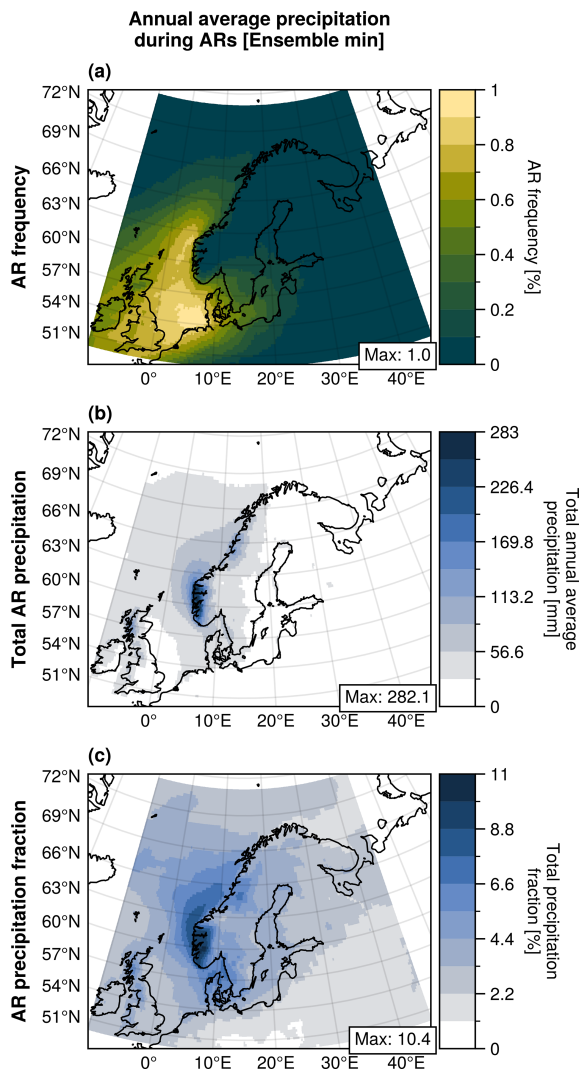 Annual average precipitation
during ARs [Ensemble min]
(a)
72°N
69°N
66°N
63°N
60°N
57°N
54°N
51°N
AR frequency
0°
10°E
20°E
30°E
40°E
Max: 1.0
1
0.8
0.6
0.4
0.2
0
AR frequency [%]
(b)
72°N
69°N
66°N
63°N
60°N
57°N
54°N
51°N
Total AR precipitation
0°
10°E
20°E
30°E
40°E
Max: 282.1
283
226.4
169.8
113.2
56.6
0
Total annual average
precipitation [mm]
(c)
72°N
69°N
66°N
63°N
60°N
57°N
54°N
51°N
AR precipitation fraction
0°
10°E
20°E
30°E
40°E
Max: 10.4
11
8.8
6.6
4.4
2.2
0
Total precipitation
fraction [%]